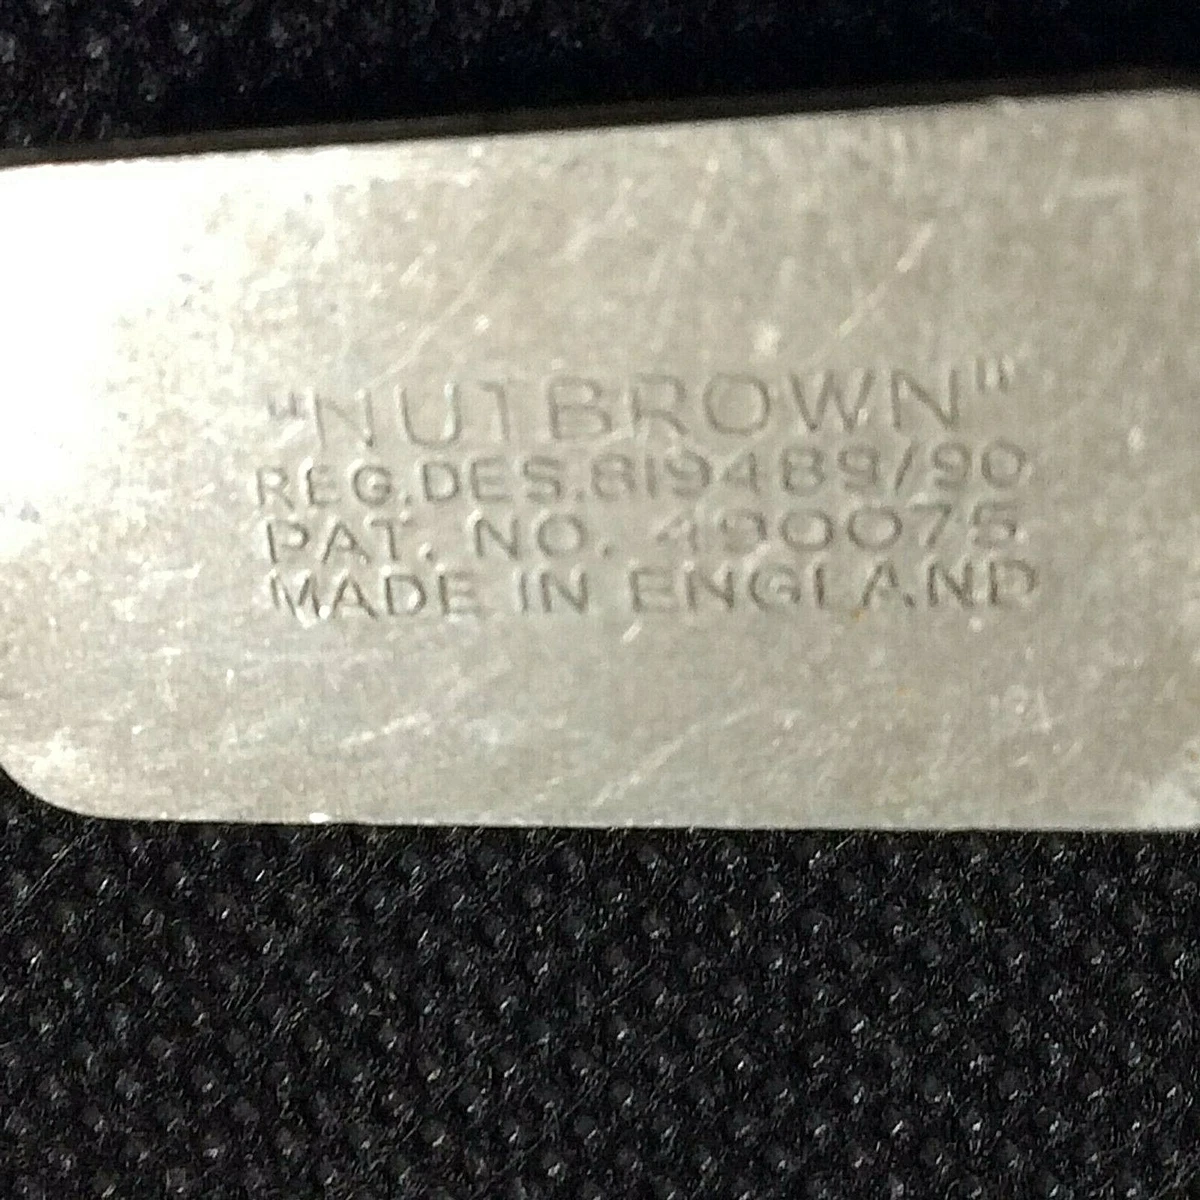 "NUTBROWN"
REG.DES.819489/90
PAT. NO. 490075
MADE IN ENGLAND